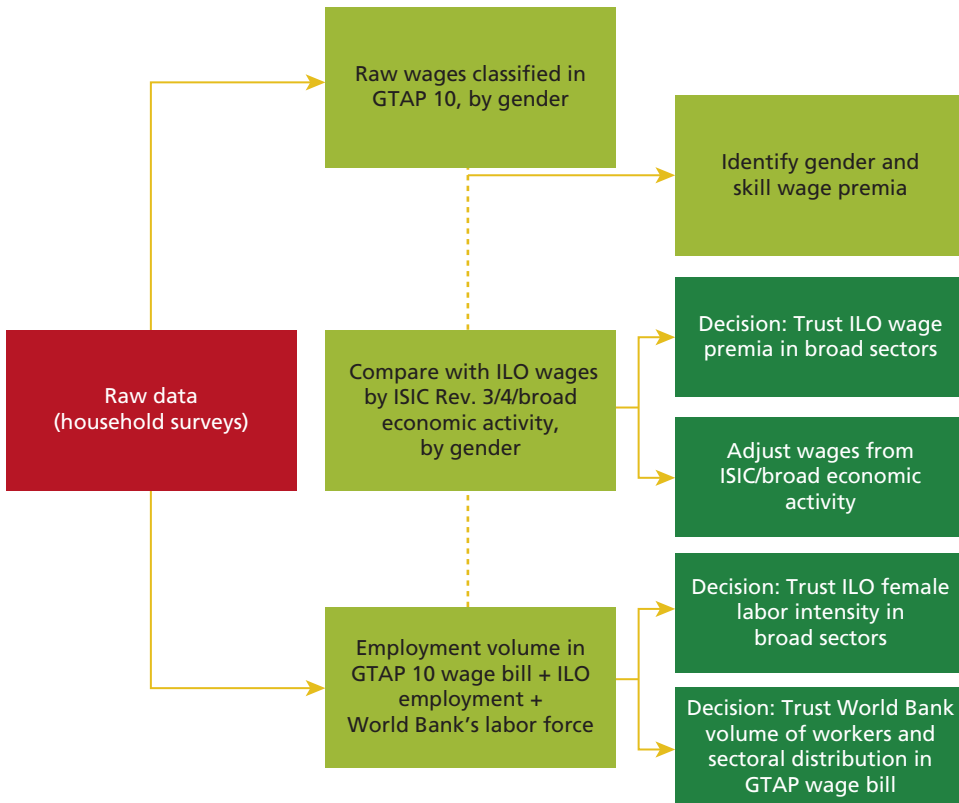 Raw wages classified in
GTAP 10, by gender
Identify gender and
skill wage premia
Raw data
(household surveys)
Compare with ILO wages
by ISIC Rev. 3/4/broad
economic activity,
by gender
Decision: Trust ILO wage
premia in broad sectors
Adjust wages from
ISIC/broad economic
activity
Employment volume in
GTAP 10 wage bill + ILO
employment +
World Bank’s labor force
Decision: Trust ILO female
labor intensity in
broad sectors
Decision: Trust World Bank
volume of workers and
sectoral distribution in
GTAP wage bill